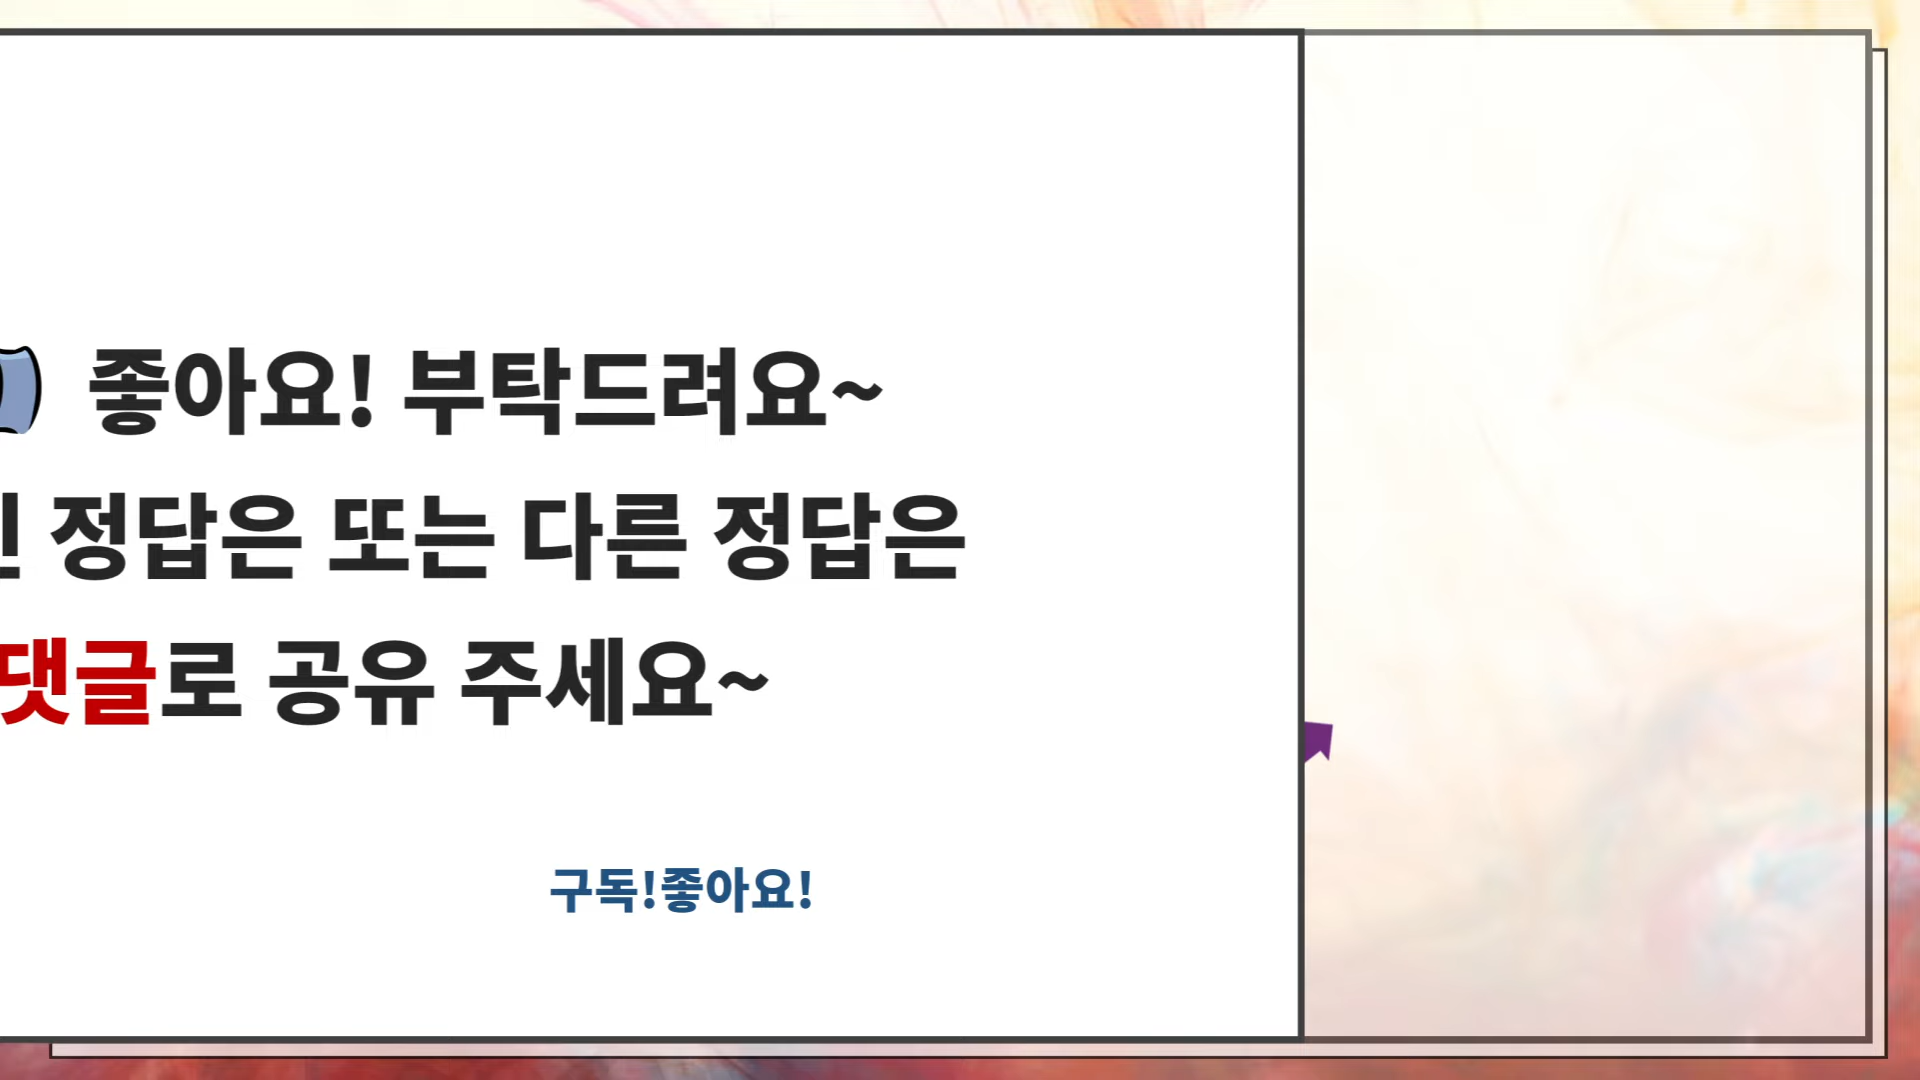 좋아요! 부탁드려요~
정답은 또는 다른 정답은
댓글로 공유 주세요~
구독!좋아요!